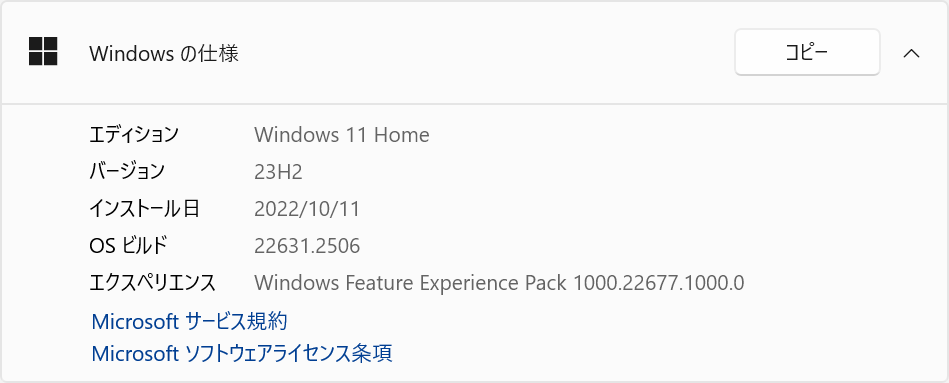 Windows の仕様
コピー
エディション Windows 11 Home
バージョン 23H2
インストール日 2022/10/11
OS ビルド 22631.2506
エクスペリエンス Windows Feature Experience Pack 1000.22677.1000.0
Microsoft サービス規約
Microsoft ソフトウェアライセンス条項